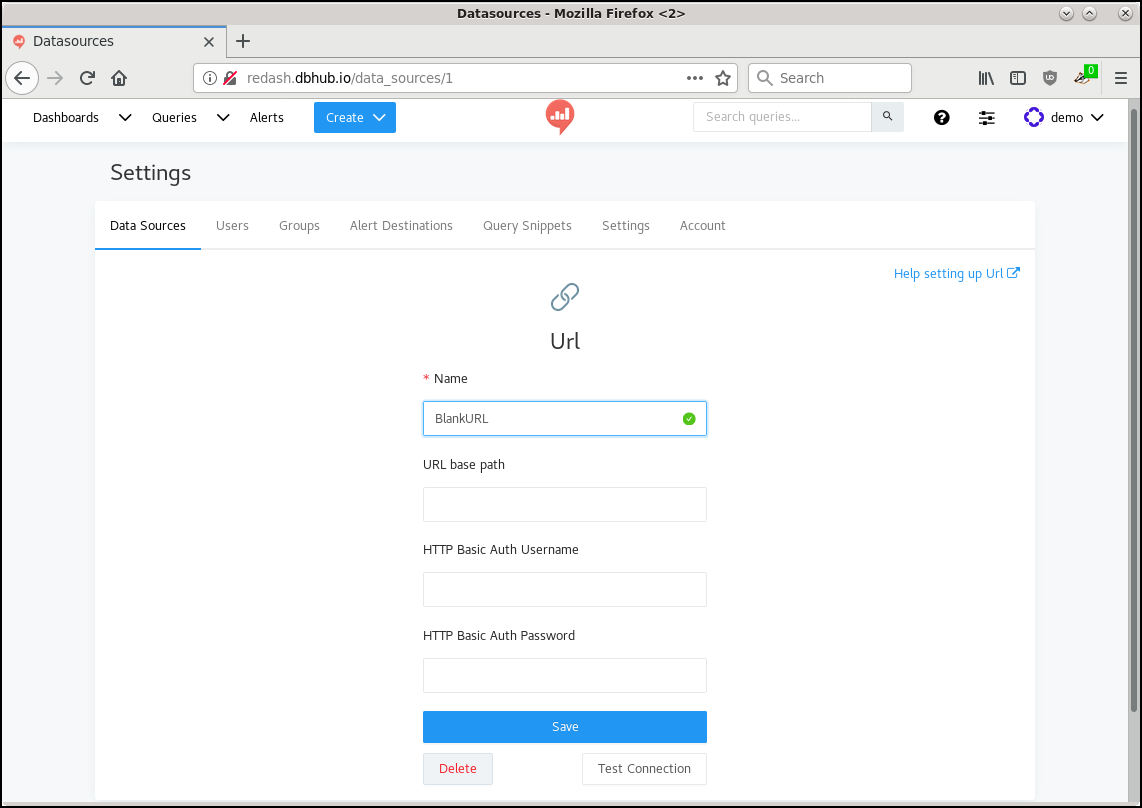 Datasources - Mozilla Firefox <2>
Datasources
redash.dbhub.io/data_sources/1
Search
0
Dashboards Queries Alerts Create Search queries... demo
Settings
Data Sources Users Groups Alert Destinations Query Snippets Settings Account
Help setting up Url
Url
* Name
BlankURL
URL base path
HTTP Basic Auth Username
HTTP Basic Auth Password
Save
Delete Test Connection